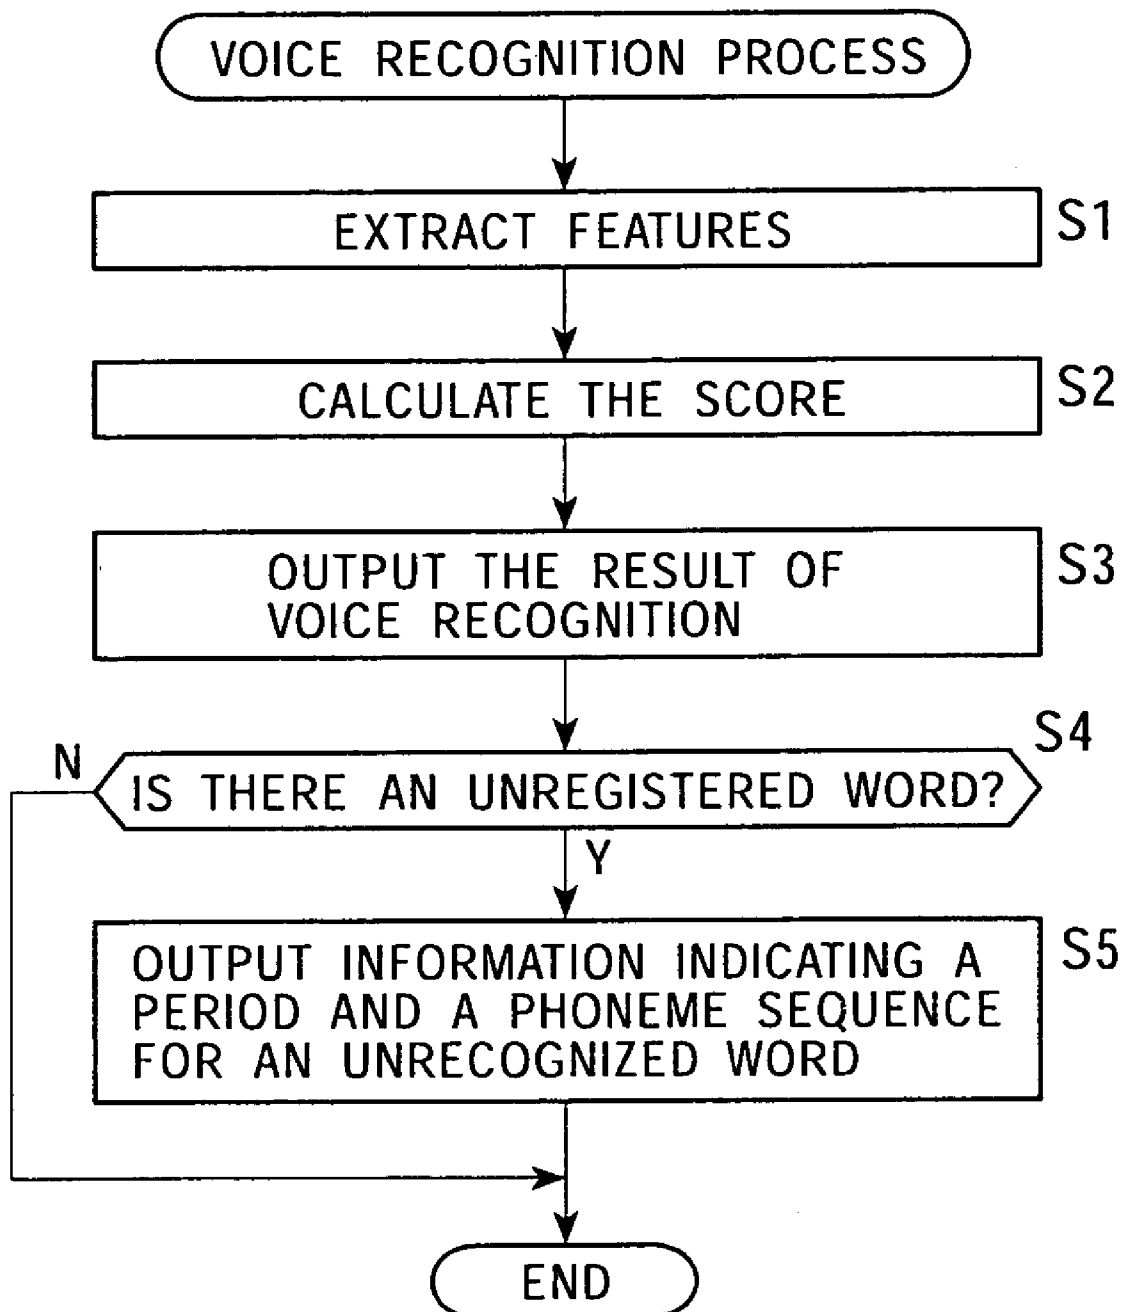 VOICE RECOGNITION PROCESS
EXTRACT FEATURES
S1
CALCULATE THE SCORE
S2
OUTPUT THE RESULT OF
VOICE RECOGNITION
S3
S4
N
IS THERE AN UNREGISTERED WORD?
Y
OUTPUT INFORMATION INDICATING A
PERIOD AND A PHONEME SEQUENCE
FOR AN UNRECOGNIZED WORD
S5
END